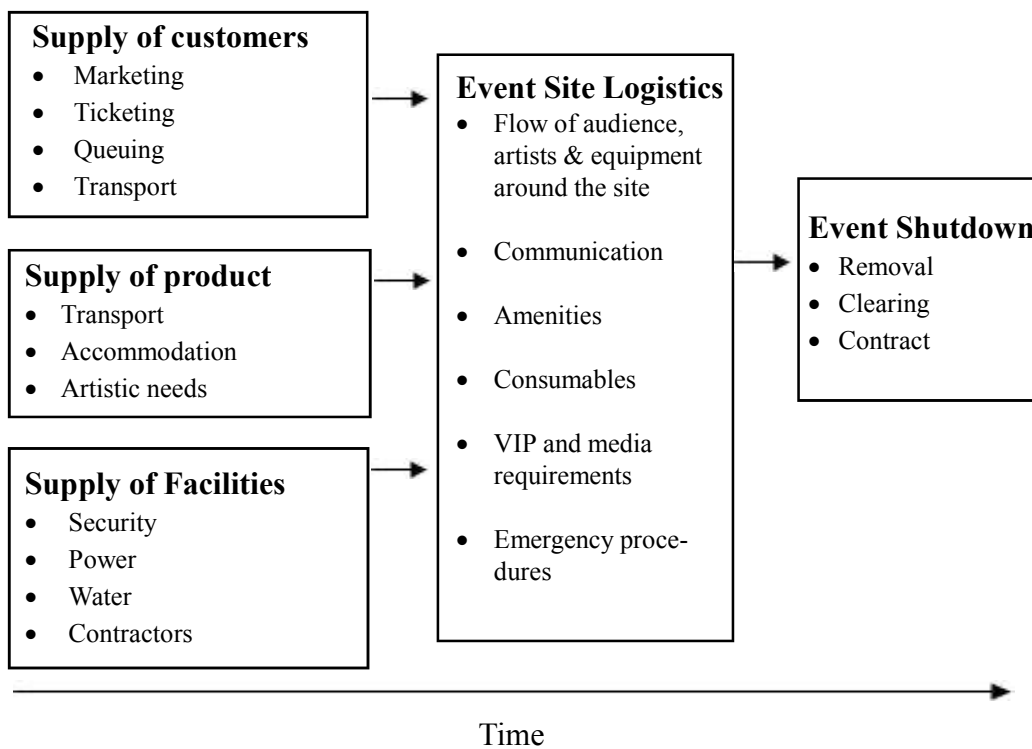 Supply of customers
• Marketing
• Ticketing
• Queuing
• Transport
Supply of product
• Transport
• Accommodation
• Artistic needs
Supply of Facilities
• Security
• Power
• Water
• Contractors
Event Site Logistics
• Flow of audience,
artists & equipment
around the site
• Communication
• Amenities
• Consumables
• VIP and media
requirements
• Emergency proce-
dures
Event Shutdown
• Removal
• Clearing
• Contract
Time